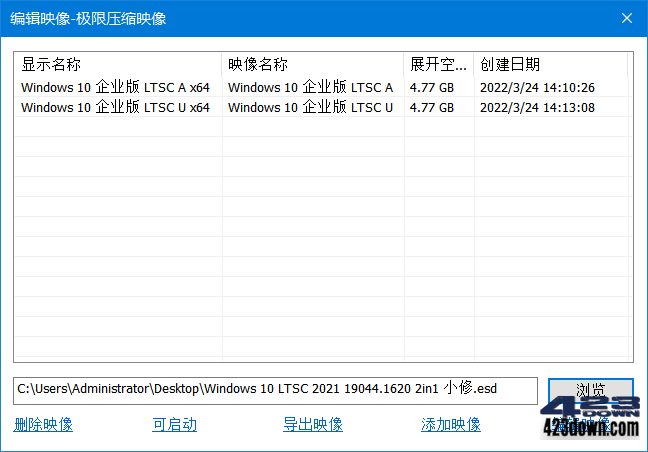 编辑映像-极限压缩映像
显示名称 映像名称 展开空... 创建日期
Windows 10 企业版 LTSC A x64 Windows 10 企业版 LTSC A 4.77 GB 2022/3/24 14:10:26
Windows 10 企业版 LTSC U x64 Windows 10 企业版 LTSC U 4.77 GB 2022/3/24 14:13:08
C:\Users\Administrator\Desktop\Windows 10 LTSC 2021 19044.1620 2in1 小修.esd 浏览
删除映像 可启动 导出映像 添加映像
423
DOWN
423down.com